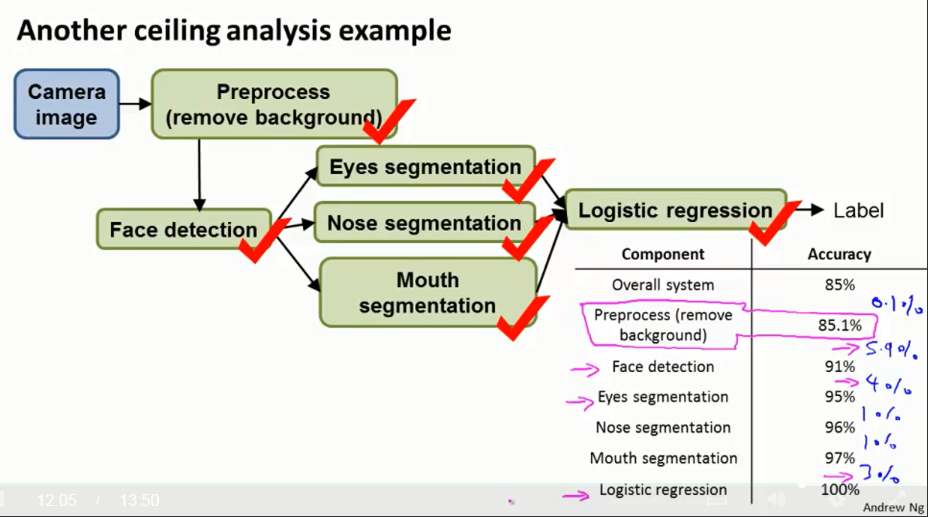 Another ceiling analysis example
Camera
image
Preprocess
(remove background)
Eyes segmentation
Face detection
Nose segmentation
Mouth
segmentation
Logistic regression
Label
Component Accuracy
Overall system 85%
0.1%
Preprocess (remove
background) 85.1%
5.9%
Face detection 91%
4%
Eyes segmentation 95%
1%
Nose segmentation 96%
1%
Mouth segmentation 97%
3%
Logistic regression 100%
12:05 / 13:50
Andrew Ng